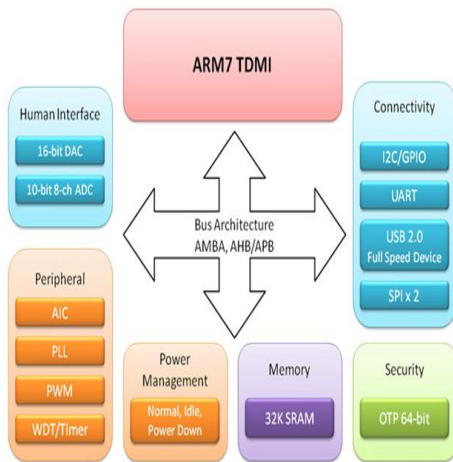 ARM7 TDMI
Human Interface
16-bit DAC
10-bit 8-ch ADC
Connectivity
I2C/GPIO
UART
USB 2.0
Full Speed Device
SPI x 2
Bus Architecture
AMBA, AHB/APB
Peripheral
AIC
PLL
PWM
WDT/Timer
Power
Management
Normal, Idle,
Power Down
Memory
32K SRAM
Security
OTP 64-bit